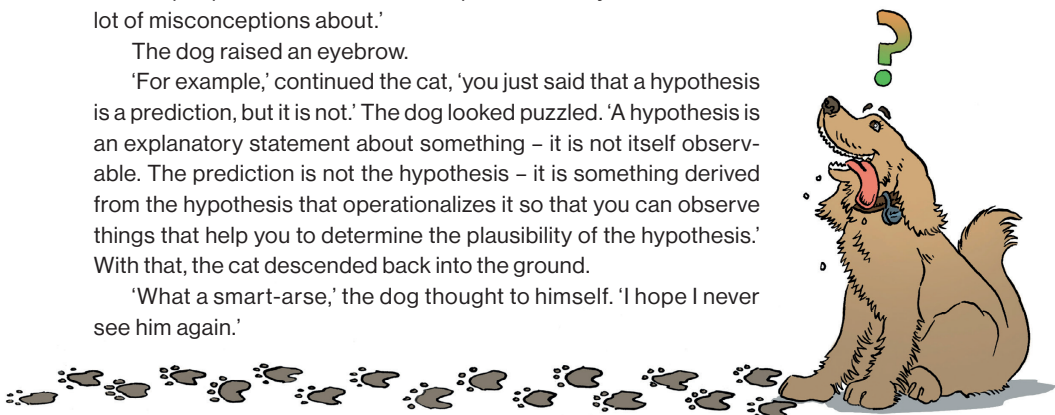 lot of misconceptions about.’
The dog raised an eyebrow.
‘For example,’ continued the cat, ‘you just said that a hypothesis
is a prediction, but it is not.’ The dog looked puzzled. ‘A hypothesis is
an explanatory statement about something – it is not itself observ-
able. The prediction is not the hypothesis – it is something derived
from the hypothesis that operationalizes it so that you can observe
things that help you to determine the plausibility of the hypothesis.’
With that, the cat descended back into the ground.
‘What a smart-arse,’ the dog thought to himself. ‘I hope I never
see him again.’
?